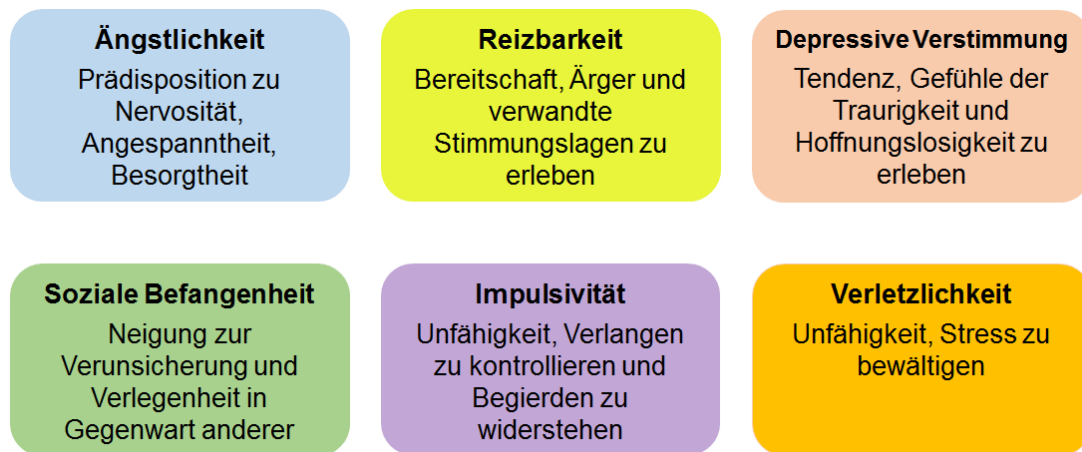 Ängstlichkeit
Prädisposition zu
Nervosität,
Angespanntheit,
Besorgtheit
Reizbarkeit
Bereitschaft, Ärger und
verwandte
Stimmungslagen zu
erleben
Depressive Verstimmung
Tendenz, Gefühle der
Traurigkeit und
Hoffnungslosigkeit zu
erleben
Soziale Befangenheit
Neigung zur
Verunsicherung und
Verlegenheit in
Gegenwart anderer
Impulsivität
Unfähigkeit, Verlangen
zu kontrollieren und
Begierden zu
widerstehen
Verletzlichkeit
Unfähigkeit, Stress zu
bewältigen